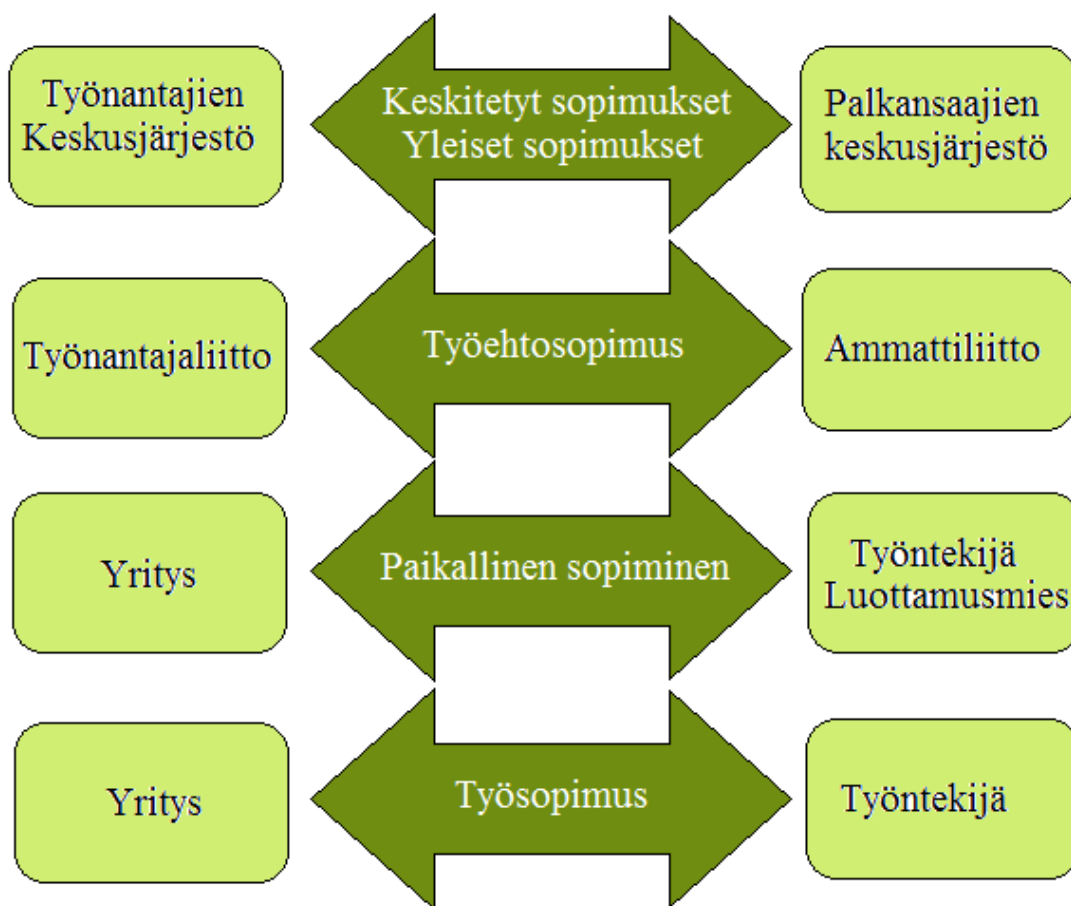 Työnantajien
Keskusjärjestö
Keskitetyt sopimukset
Yleiset sopimukset
Palkansaajien
keskusjärjestö
Työnantajaliitto
Työehtosopimus
Ammattiliitto
Yritys
Paikallinen sopiminen
Työntekijä
Luottamusmies
Yritys
Työsopimus
Työntekijä